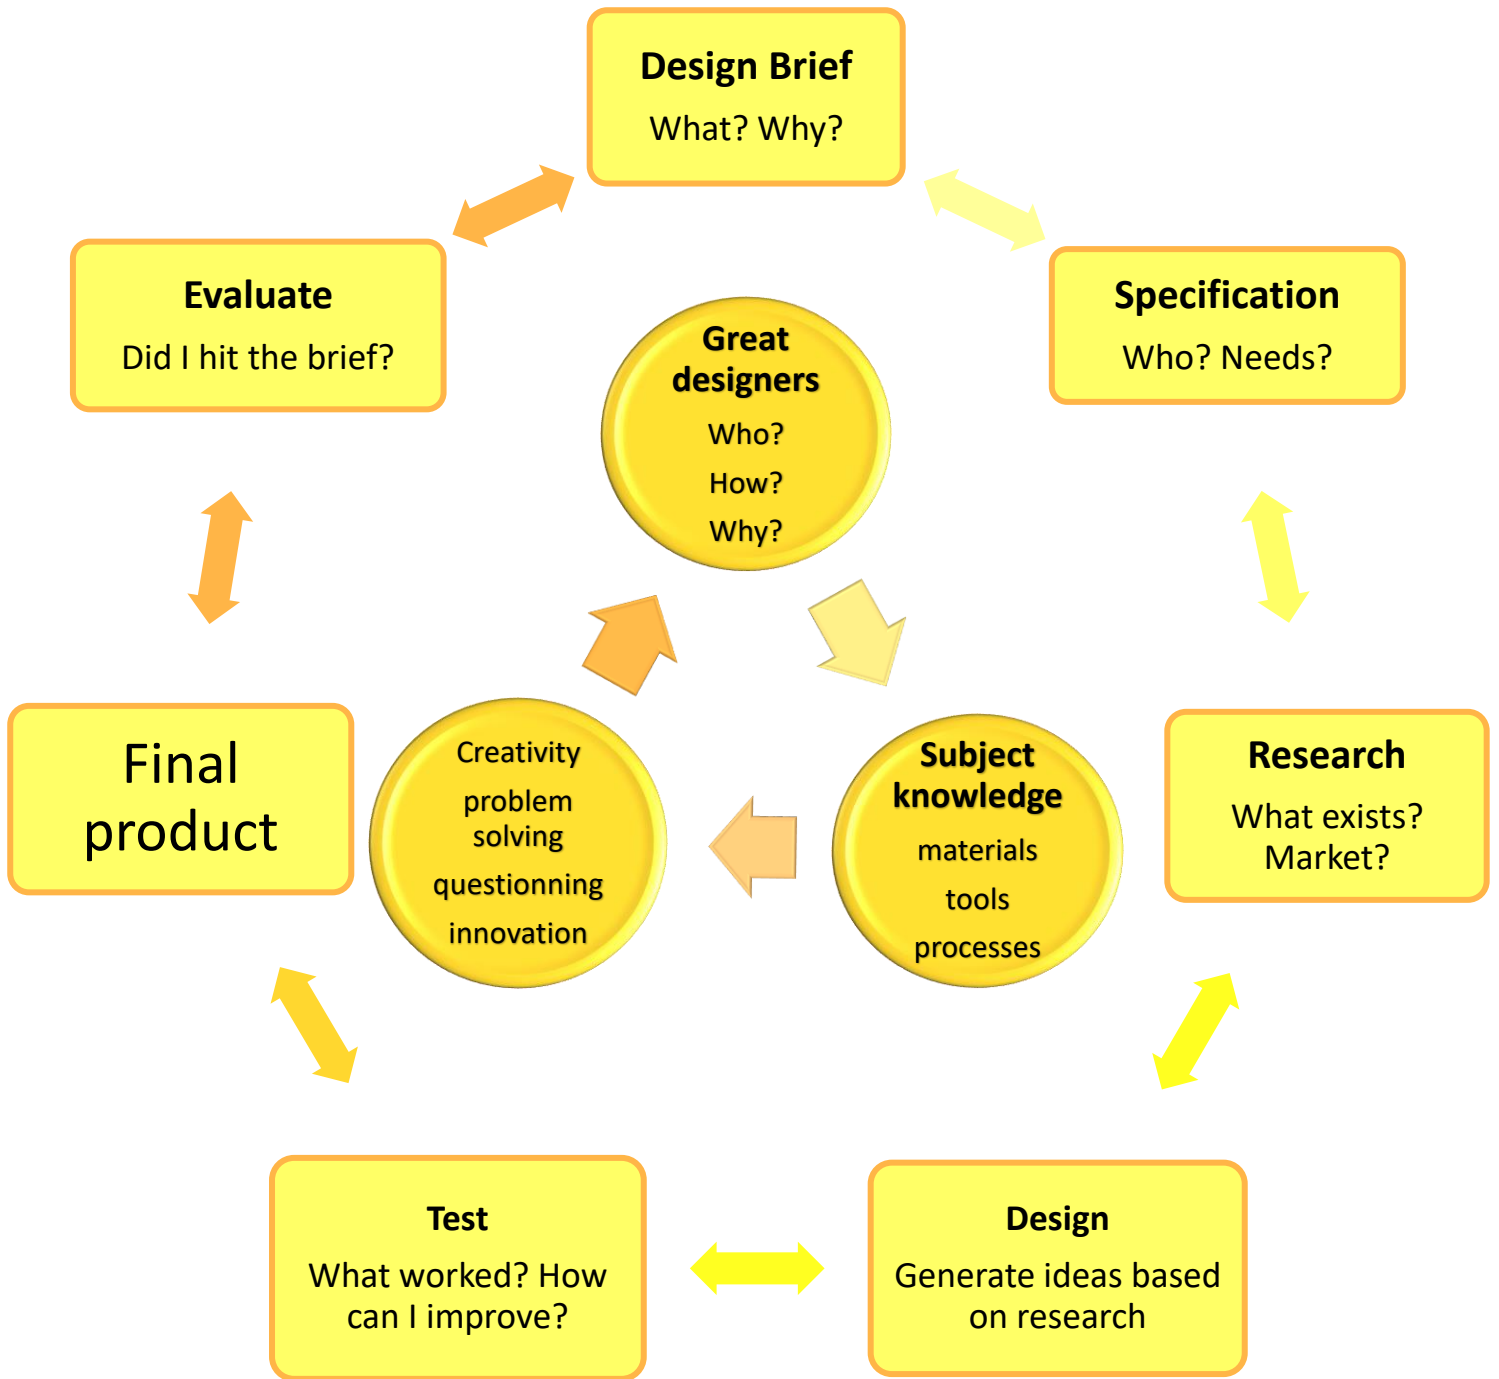 Design Brief
What? Why?
Specification
Who? Needs?
Research
What exists?
Market?
Design
Generate ideas based
on research
Test
What worked? How
can I improve?
Final
product
Evaluate
Did I hit the brief?
Great
designers
Who?
How?
Why?
Subject
knowledge
materials
tools
processes
Creativity
problem
solving
questionning
innovation